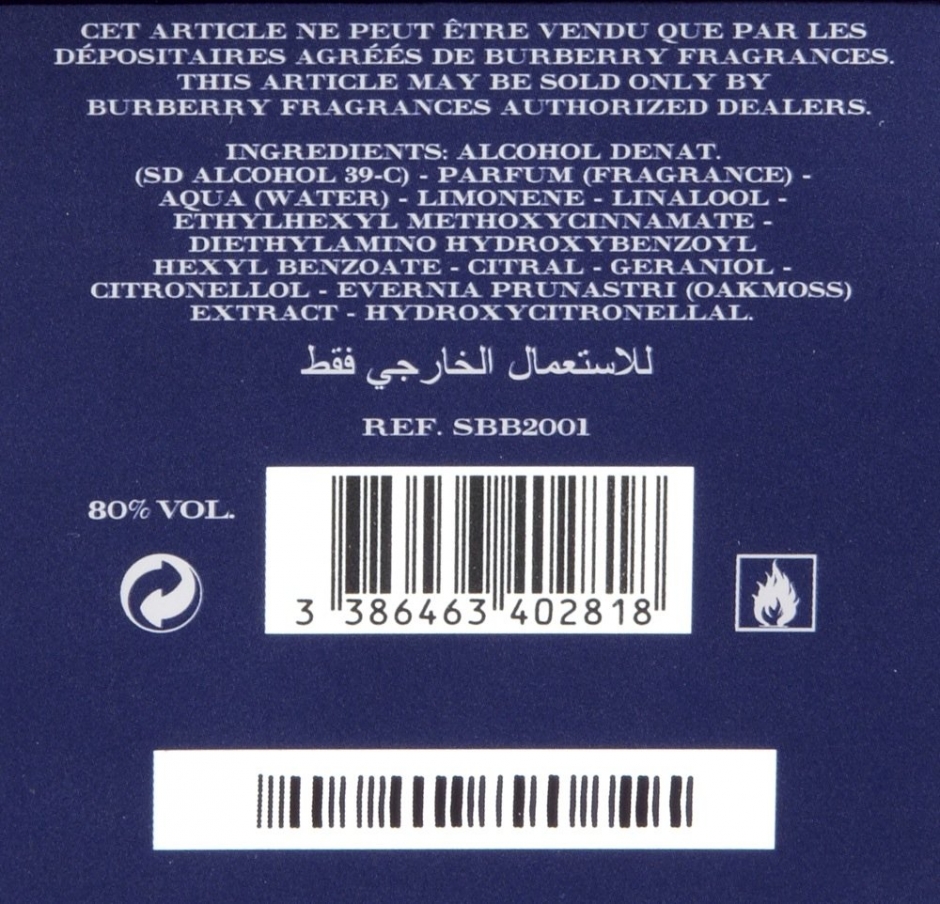 CET ARTICLE NE PEUT ÊTRE VENDU QUE PAR LES
DÉPOSITAIRES AGRÉÉS DE BURBERRY FRAGRANCES.
THIS ARTICLE MAY BE SOLD ONLY BY
BURBERRY FRAGRANCES AUTHORIZED DEALERS.
INGREDIENTS: ALCOHOL DENAT.
(SD ALCOHOL 39-C) - PARFUM (FRAGRANCE) -
AQUA (WATER) - LIMONENE - LINALOOL -
ETHYLHEXYL METHOXYCINNAMATE -
DIETHYLAMINO HYDROXYBENZOYL
HEXYL BENZOATE - CITRAL - GERANIOL -
CITRONELLOL - EVERNIA PRUNASTRI (OAKMOSS)
EXTRACT - HYDROXYCITRONELLAL.
للاستعمال الخارجي فقط
REF. SBB2001
80% VOL.
3 386463 402818